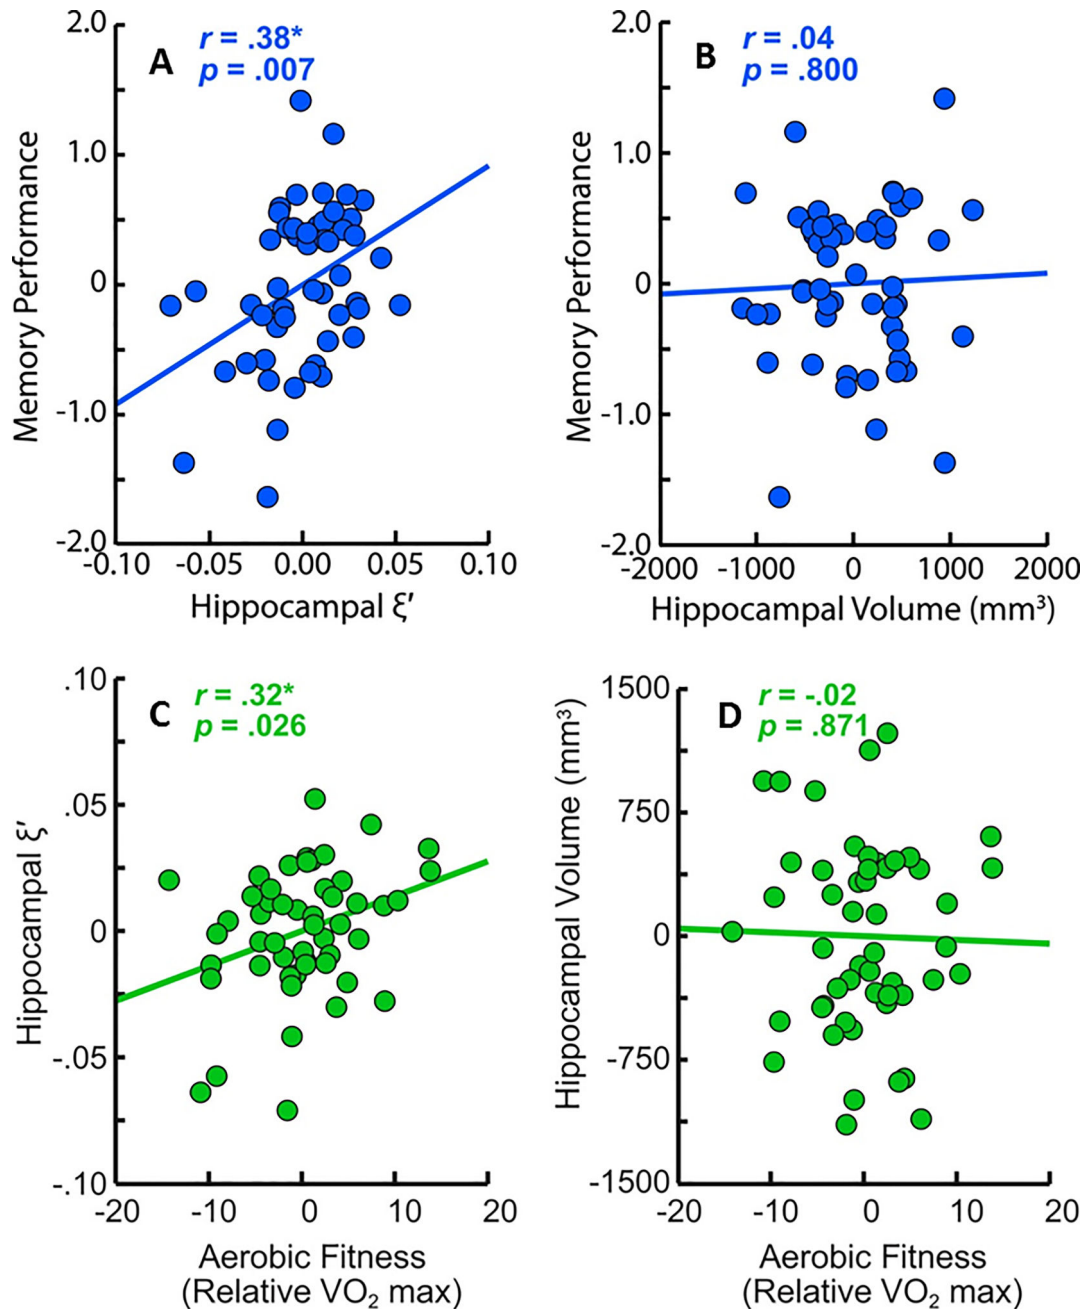 A
r = .38*
p = .007
2.0
1.0
0
-1.0
-2.0
Memory Performance
-0.10 -0.05 0.00 0.05 0.10
Hippocampal ξ′
B
r = .04
p = .800
2.0
1.0
0
-1.0
-2.0
Memory Performance
-2000 -1000 0 1000 2000
Hippocampal Volume (mm³)
C
r = .32*
p = .026
.10
.05
0
-.05
-.10
Hippocampal ξ′
-20 -10 0 10 20
Aerobic Fitness
(Relative VO₂ max)
D
r = -.02
p = .871
1500
750
0
-750
-1500
Hippocampal Volume (mm³)
-20 -10 0 10 20
Aerobic Fitness
(Relative VO₂ max)